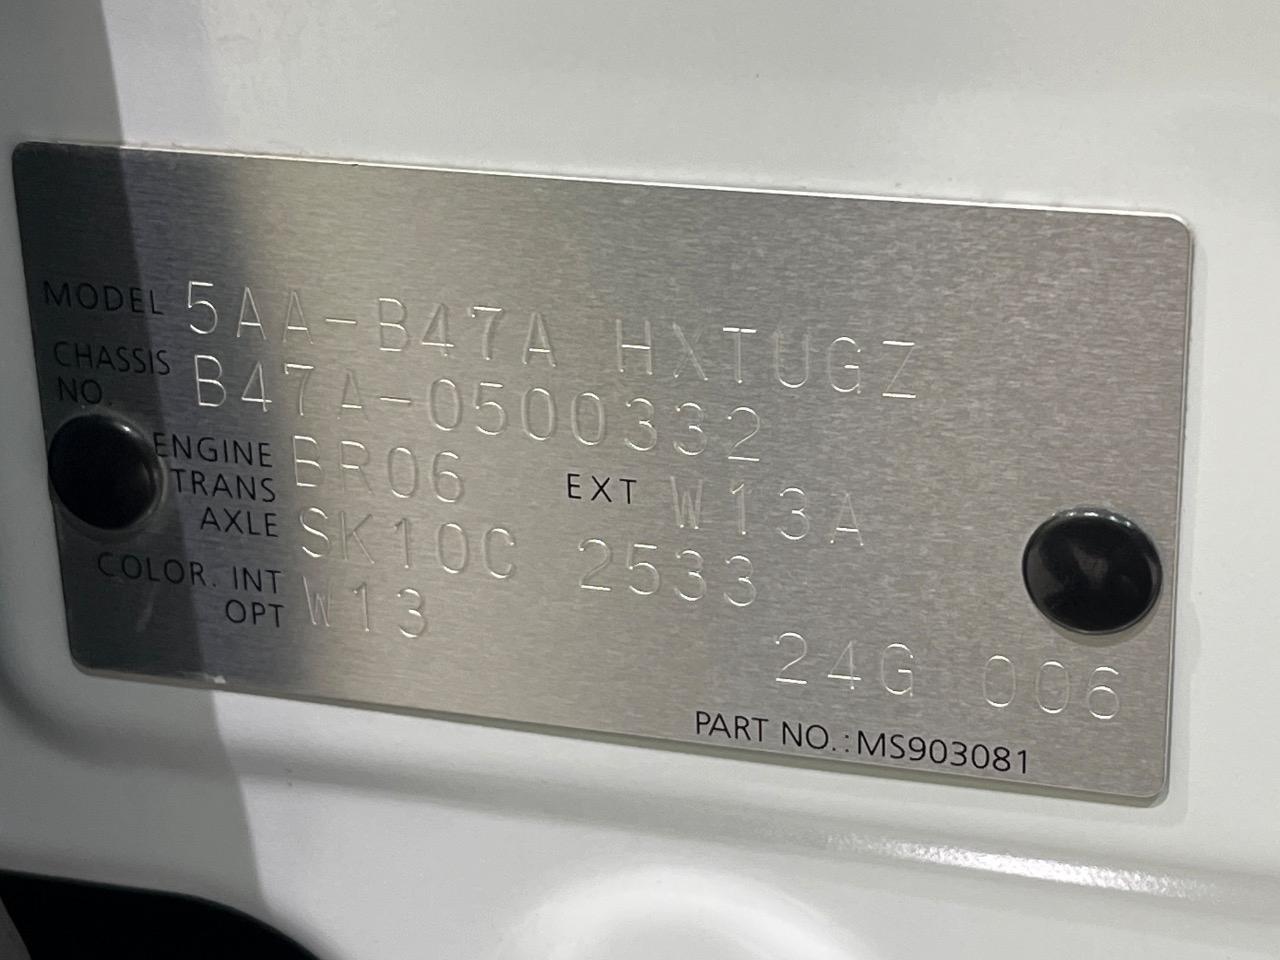 MODEL 5AA-B47A HXTUGZ
CHASSIS NO. B47A-0500332
ENGINE BR06 EXT W13A
TRANS AXLE SK10C 2533
COLOR. INT OPT W13
24G 006
PART NO.:MS903081